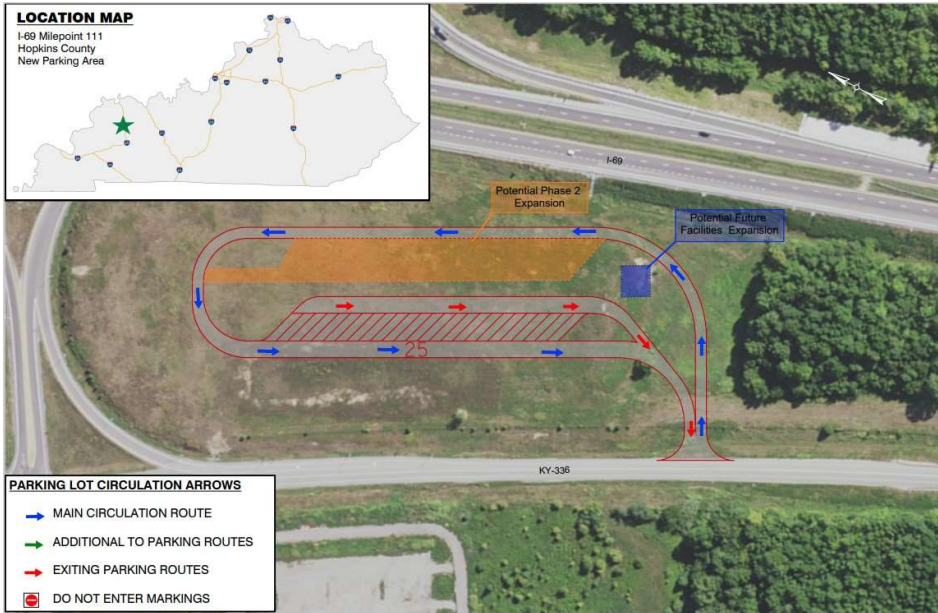 LOCATION MAP
I-69 Milepoint 111
Hopkins County
New Parking Area
I-69
Potential Phase 2
Expansion
Potential Future
Facilities Expansion
25
KY-336
PARKING LOT CIRCULATION ARROWS
MAIN CIRCULATION ROUTE
ADDITIONAL TO PARKING ROUTES
EXITING PARKING ROUTES
DO NOT ENTER MARKINGS